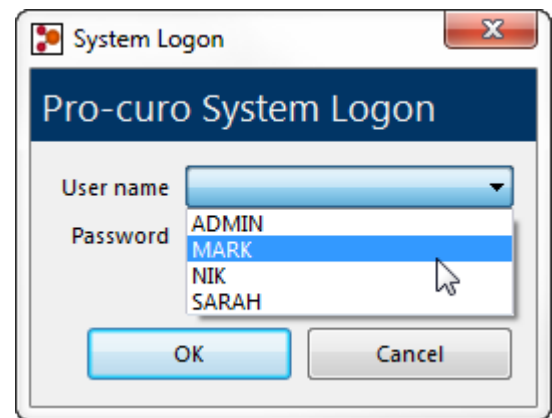 System Logon
Pro-curo System Logon
User name
ADMIN
Password
MARK
NIK
SARAH
OK Cancel